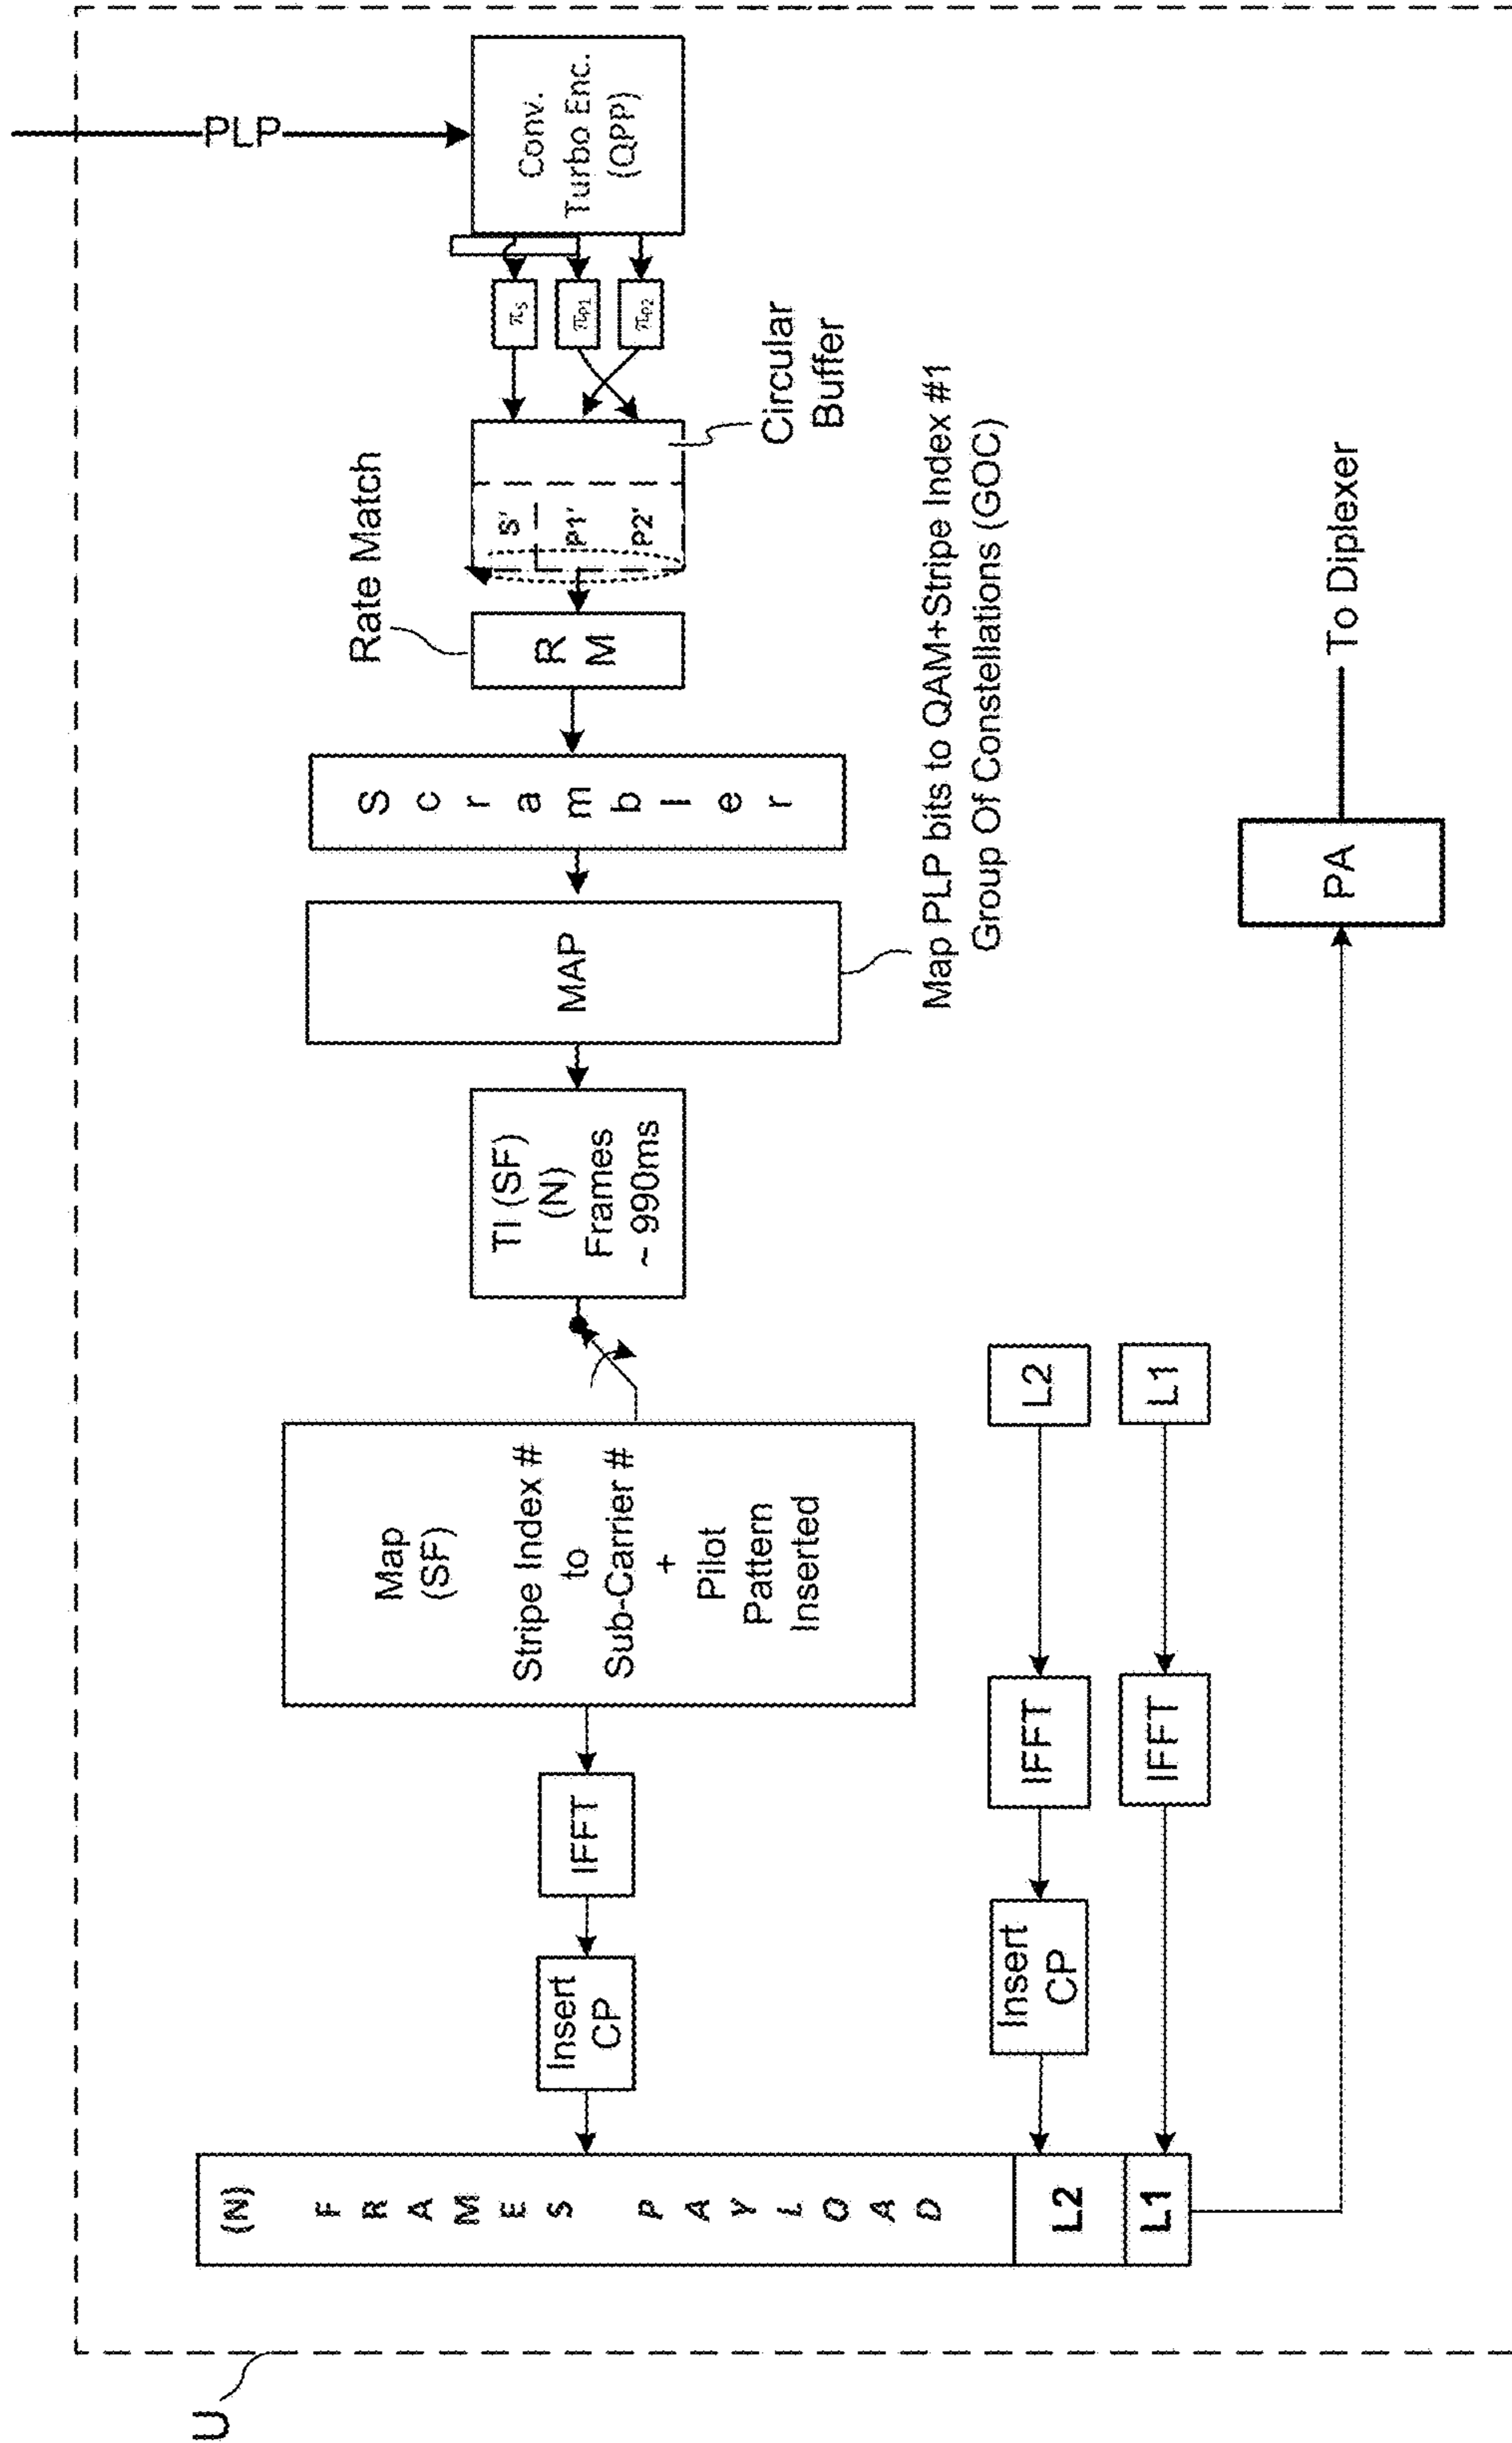 PLP
Conv.
Turbo Enc.
(QPP)
πS
πP1
πP2
Circular
Buffer
S'
P1'
P2'
Rate Match
R
M
Scrambler
MAP
Map PLP bits to QAM+Stripe Index #1
Group Of Constellations (GOC)
TI (SF)
(N)
Frames
~ 990ms
Map
(SF)
Stripe Index #
to
Sub-Carrier #
+
Pilot
Pattern
Inserted
IFFT
Insert
CP
(N) FRAMES PAYLOAD
L2
L1
L2
IFFT
Insert
CP
L1
IFFT
PA
To Diplexer
U